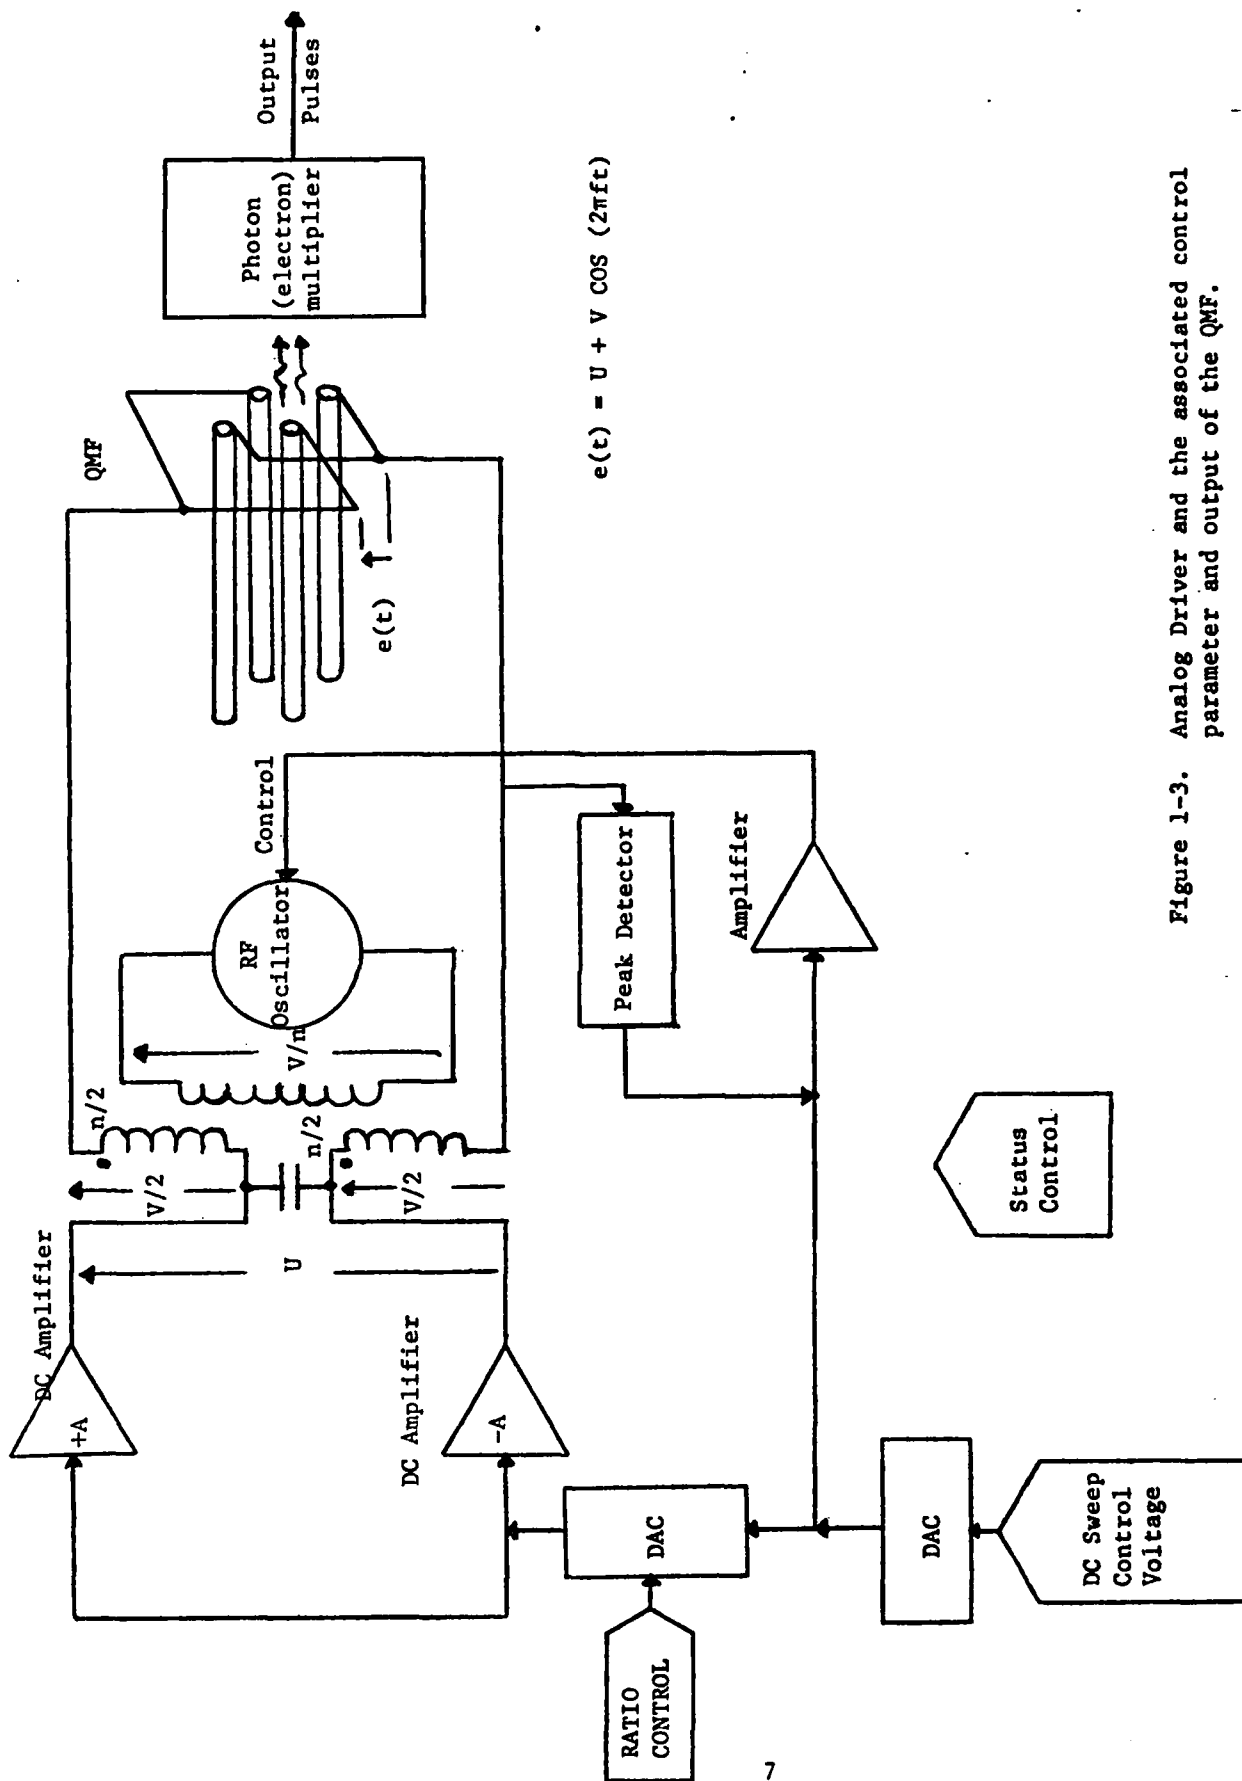 Output
Pulses
Photon
(electron)
multiplier
QMF
e(t)
e(t) = U + V COS (2πft)
Control
RF
Oscillator
V/n
n/2
n/2
V/2
V/2
U
DC Amplifier
+A
DC Amplifier
-A
Peak Detector
Amplifier
DAC
RATIO
CONTROL
DAC
DC Sweep
Control
Voltage
Status
Control
Figure 1-3. Analog Driver and the associated control
parameter and output of the QMF.
7